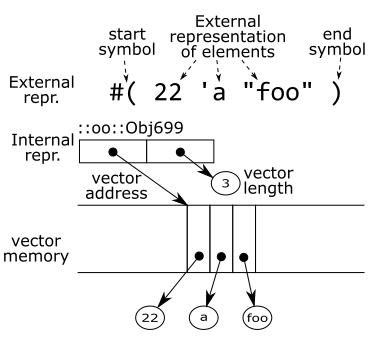 start symbol
External representation of elements
end symbol
External repr.
#( 22 'a "foo" )
::oo::Obj699
Internal repr.
3
vector length
vector address
vector memory
22
a
foo